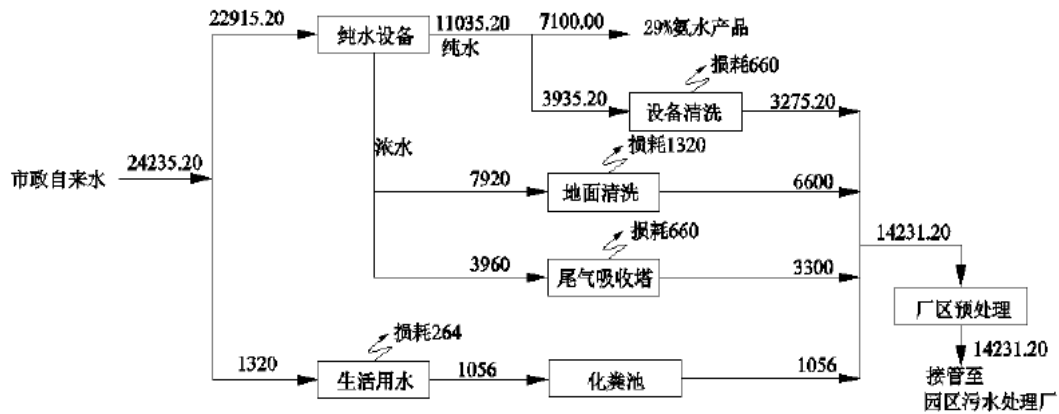 22915.20
纯水设备
11035.20
纯水
7100.00
29%氨水产品
损耗660
3935.20
设备清洗
3275.20
浓水
损耗1320
市政自来水
24235.20
7920
地面清洗
6600
损耗660
14231.20
3960
尾气吸收塔
3300
厂区预处理
损耗264
14231.20
1320
生活用水
1056
化粪池
1056
接管至
园区污水处理厂